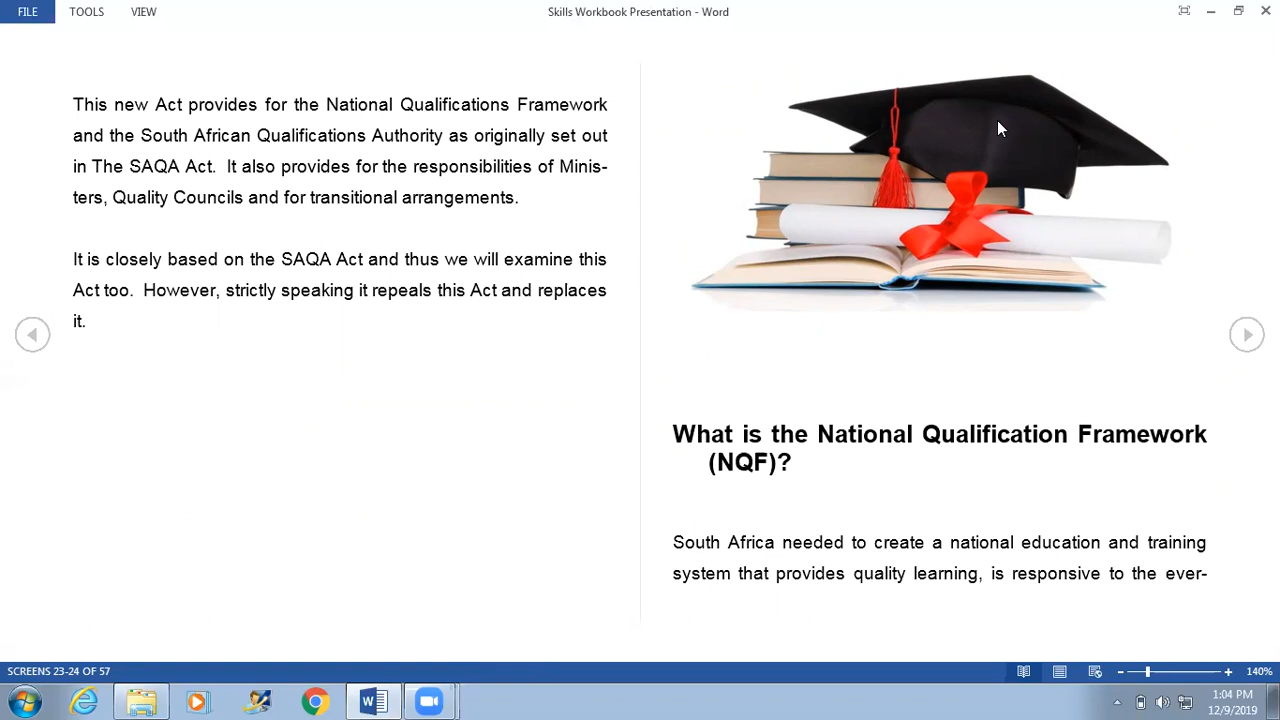 FILE TOOLS VIEW
Skills Workbook Presentation - Word
This new Act provides for the National Qualifications Framework
and the South African Qualifications Authority as originally set out
in The SAQA Act. It also provides for the responsibilities of Minis-
ters, Quality Councils and for transitional arrangements.
It is closely based on the SAQA Act and thus we will examine this
Act too. However, strictly speaking it repeals this Act and replaces
it.
What is the National Qualification Framework
(NQF)?
South Africa needed to create a national education and training
system that provides quality learning, is responsive to the ever-
SCREENS 23-24 OF 57
140%
1:04 PM
12/9/2019